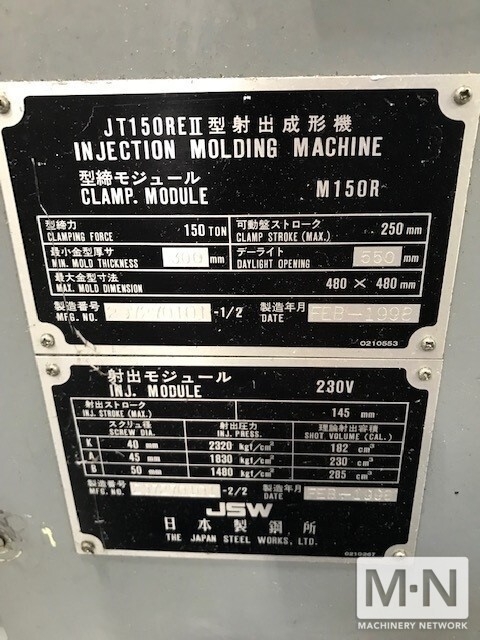 JT150REⅡ型射出成形機
INJECTION MOLDING MACHINE
型締モジュール
CLAMP. MODULE M150R
型締力
CLAMPING FORCE 150 TON
可動盤ストローク
CLAMP STROKE (MAX.) 250 mm
最小金型厚サ
MIN. MOLD THICKNESS 300 mm
デーライト
DAYLIGHT OPENING 550 mm
最大金型寸法
MAX. MOLD DIMENSION 480 × 480 mm
製造番号
MFG. NO. -1/2
製造年月
DATE FEB-1998
O210553
射出モジュール
INJ. MODULE 230V
射出ストローク
INJ. STROKE (MAX.) 145 mm
スクリュ径 射出圧力 理論射出容積
SCREW DIA. INJ. PRESS. SHOT VOLUME (CAL.)
K 40 mm 2320 kgf/cm² 182 cm³
A 45 mm 1830 kgf/cm² 230 cm³
B 50 mm 1480 kgf/cm² 285 cm³
製造番号
MFG. NO. -2/2
製造年月
DATE FEB-1998
JSW
日本製鋼所
THE JAPAN STEEL WORKS, LTD.
M·N
MACHINERY NETWORK